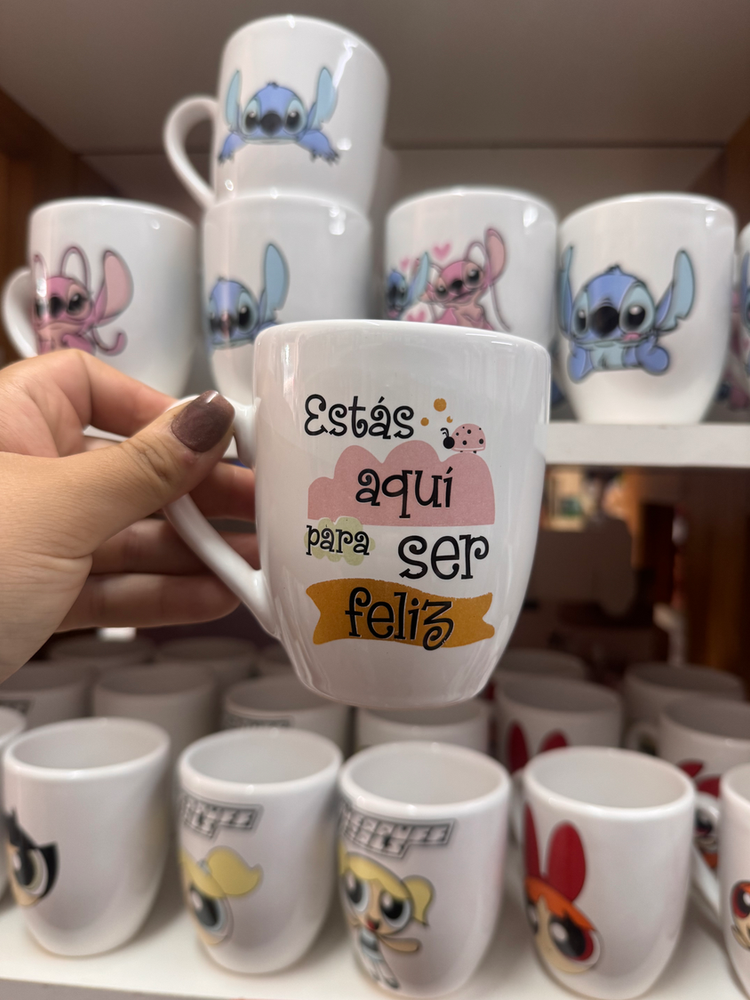 Estás
aquí
para ser
feliz